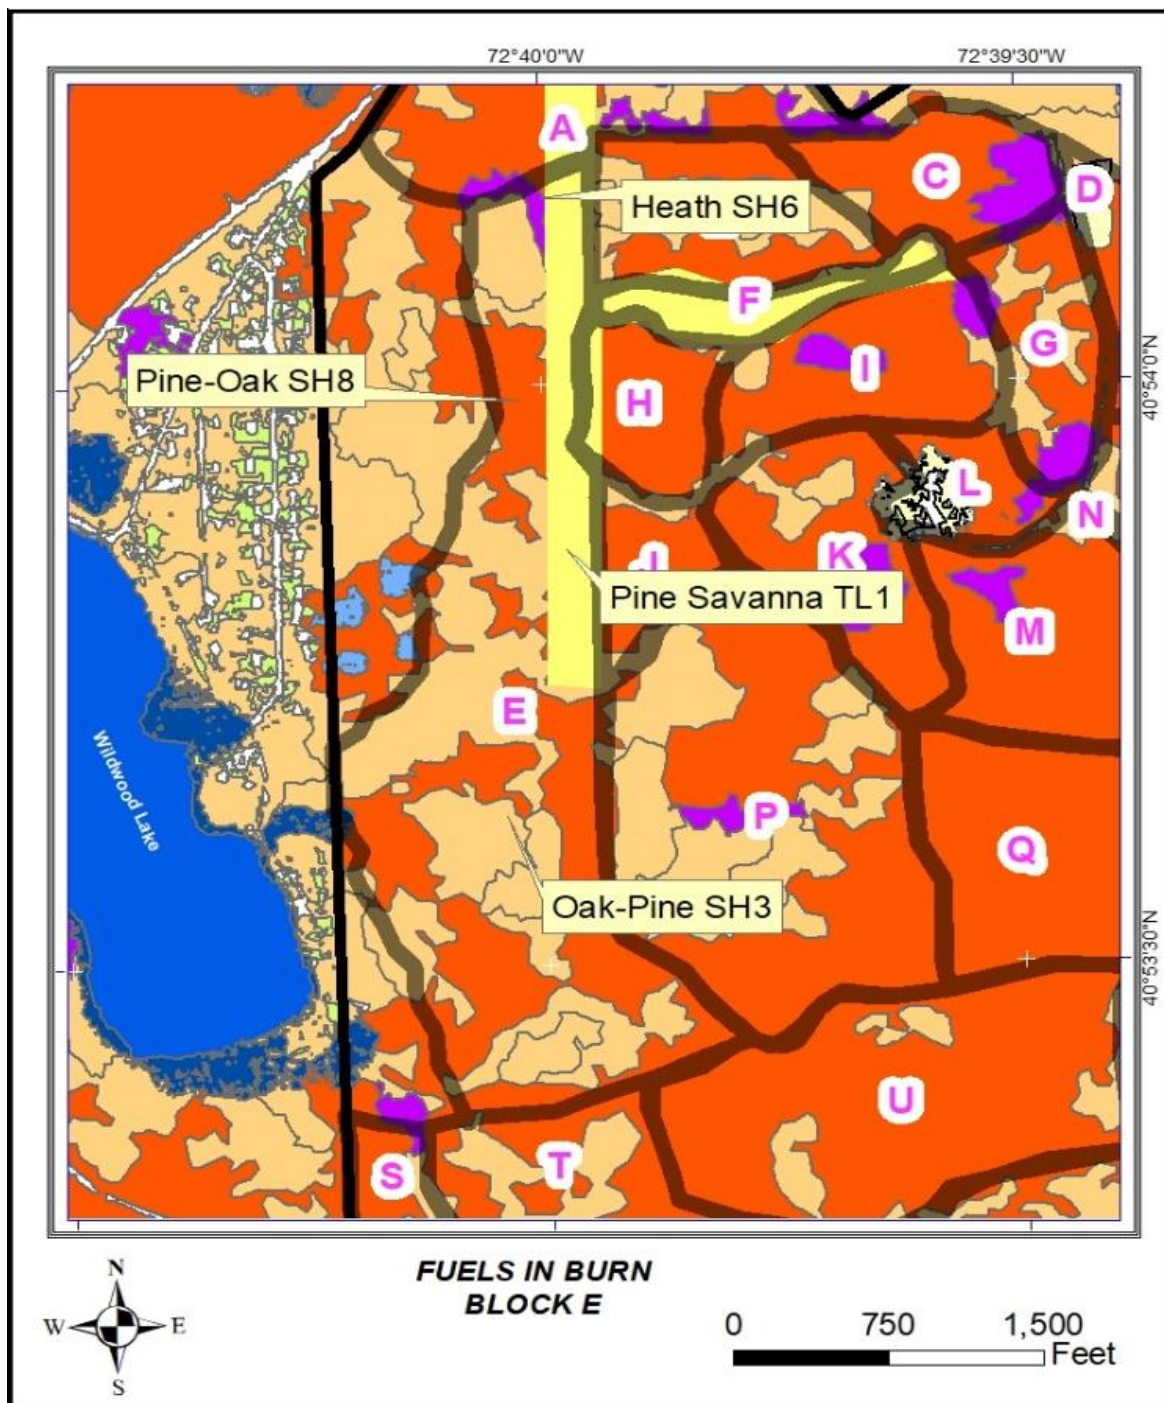 72°40'0"W
72°39'30"W
A
C
D
Heath SH6
F
G
I
Pine-Oak SH8
40°54'0"N
H
L
N
K
J
Pine Savanna TL1
M
E
Wildwood Lake
P
Q
Oak-Pine SH3
40°53'30"N
U
S
T
FUELS IN BURN
BLOCK E
N
W
E
S
0 750 1,500
Feet